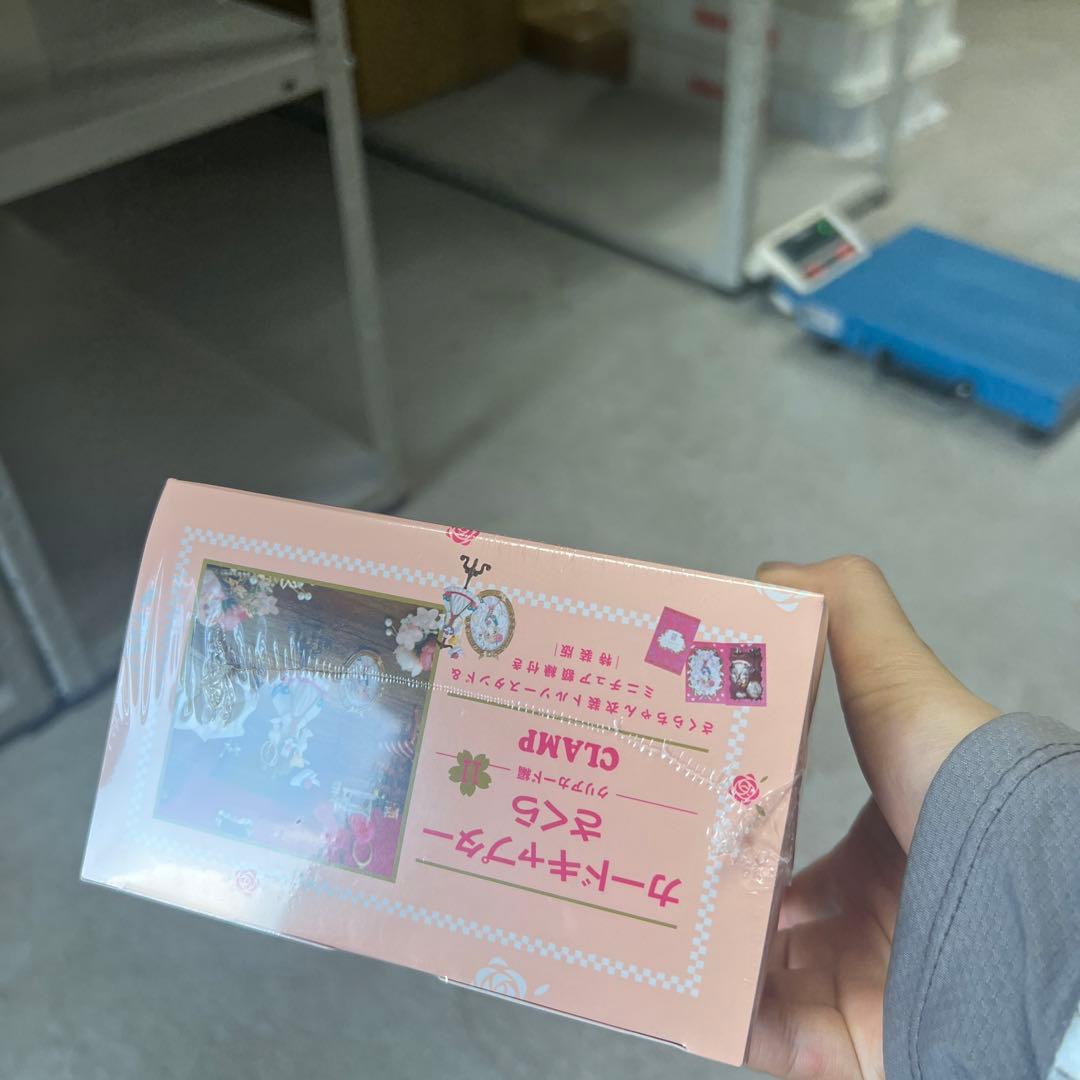 カードキャプター
さくら
クリアカード編
11
CLAMP
さくらちゃん衣装トルソースタンド&
ミニチュア額縁付き
|特装版|